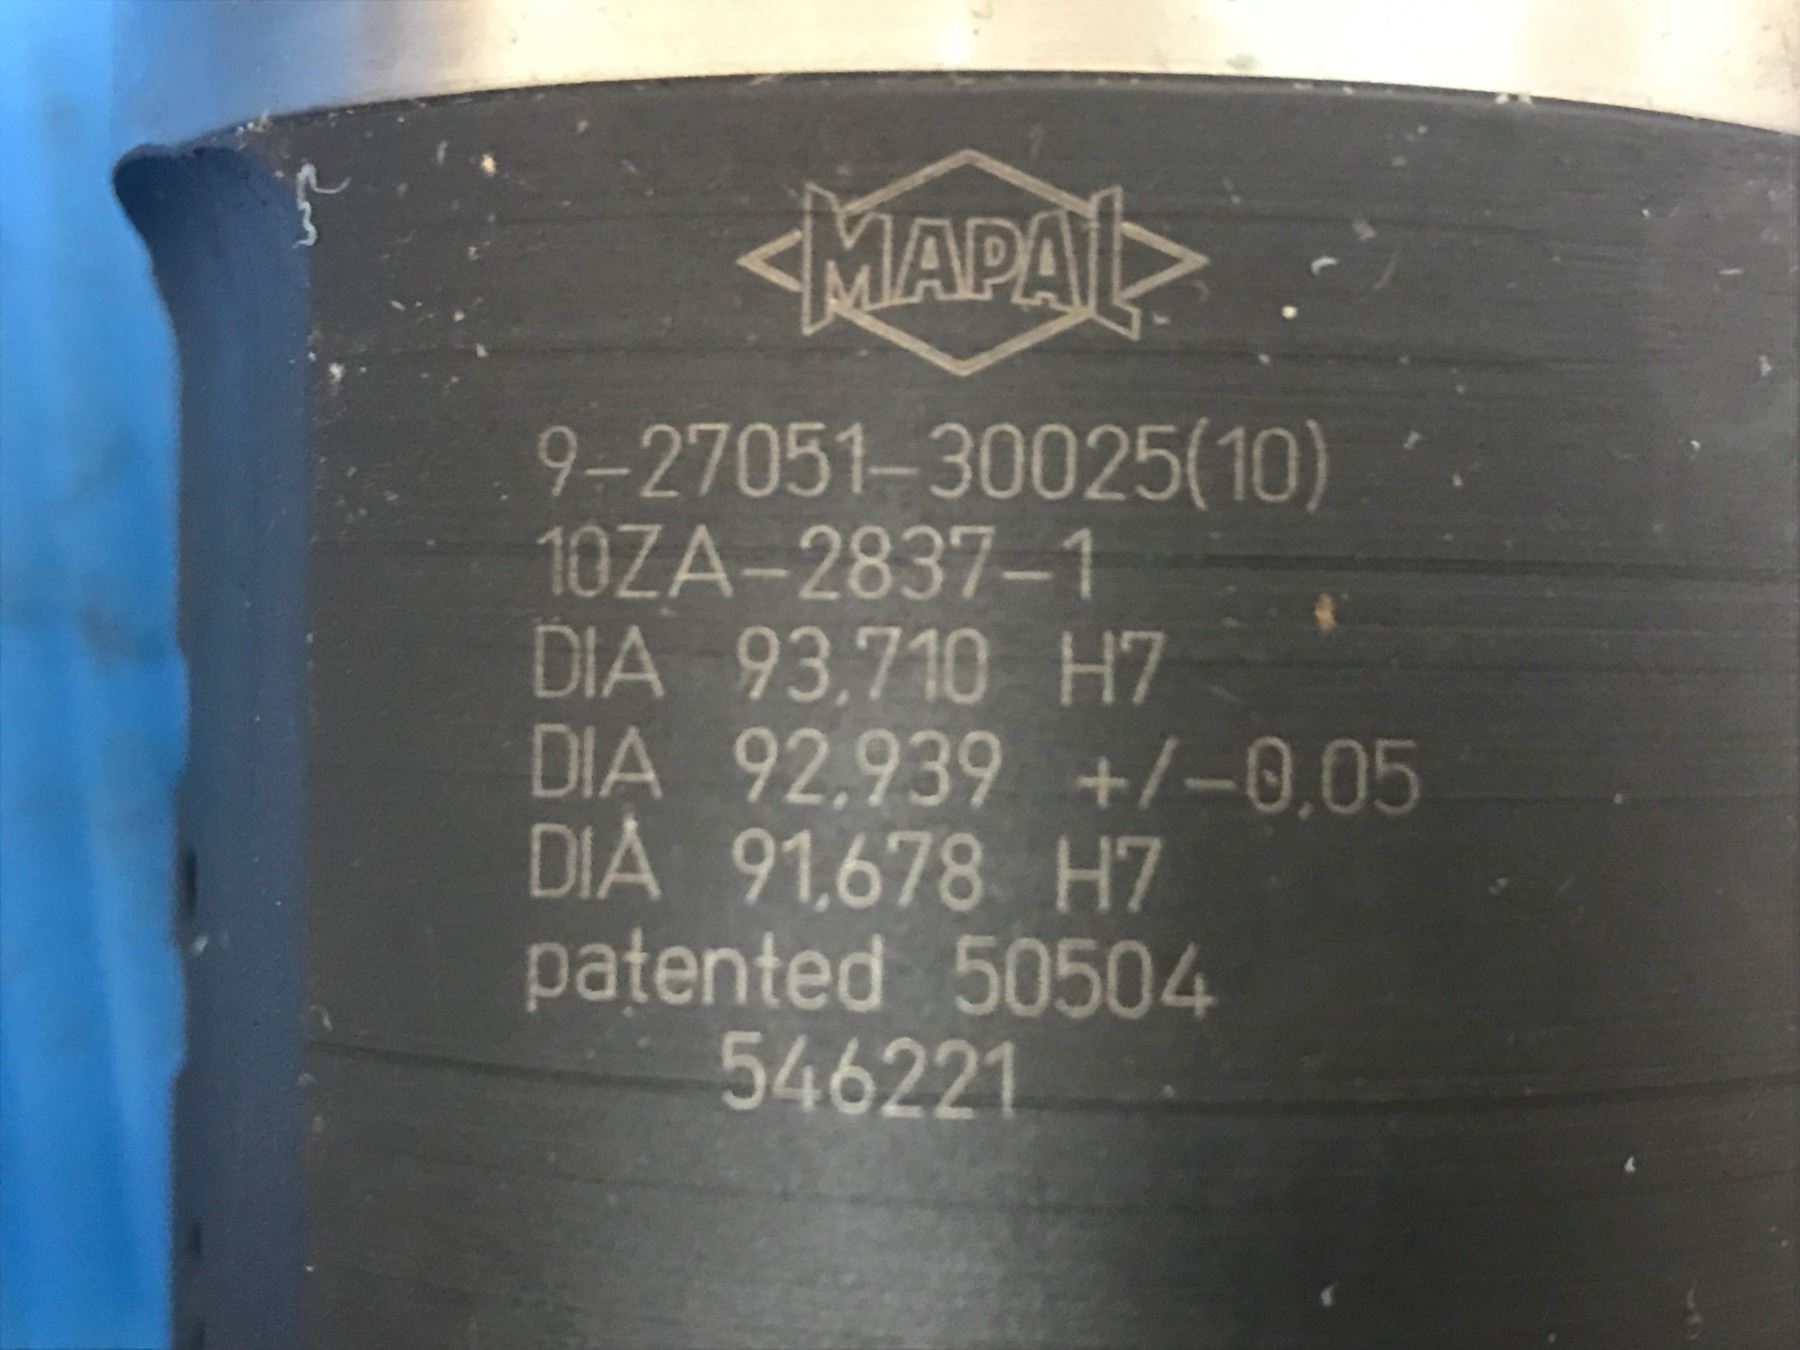 MAPAL
9-27051-30025(10)
10ZA-2837-1
DIA 93,710 H7
DIA 92,939 +/-0,05
DIA 91,678 H7
patented 50504
546221